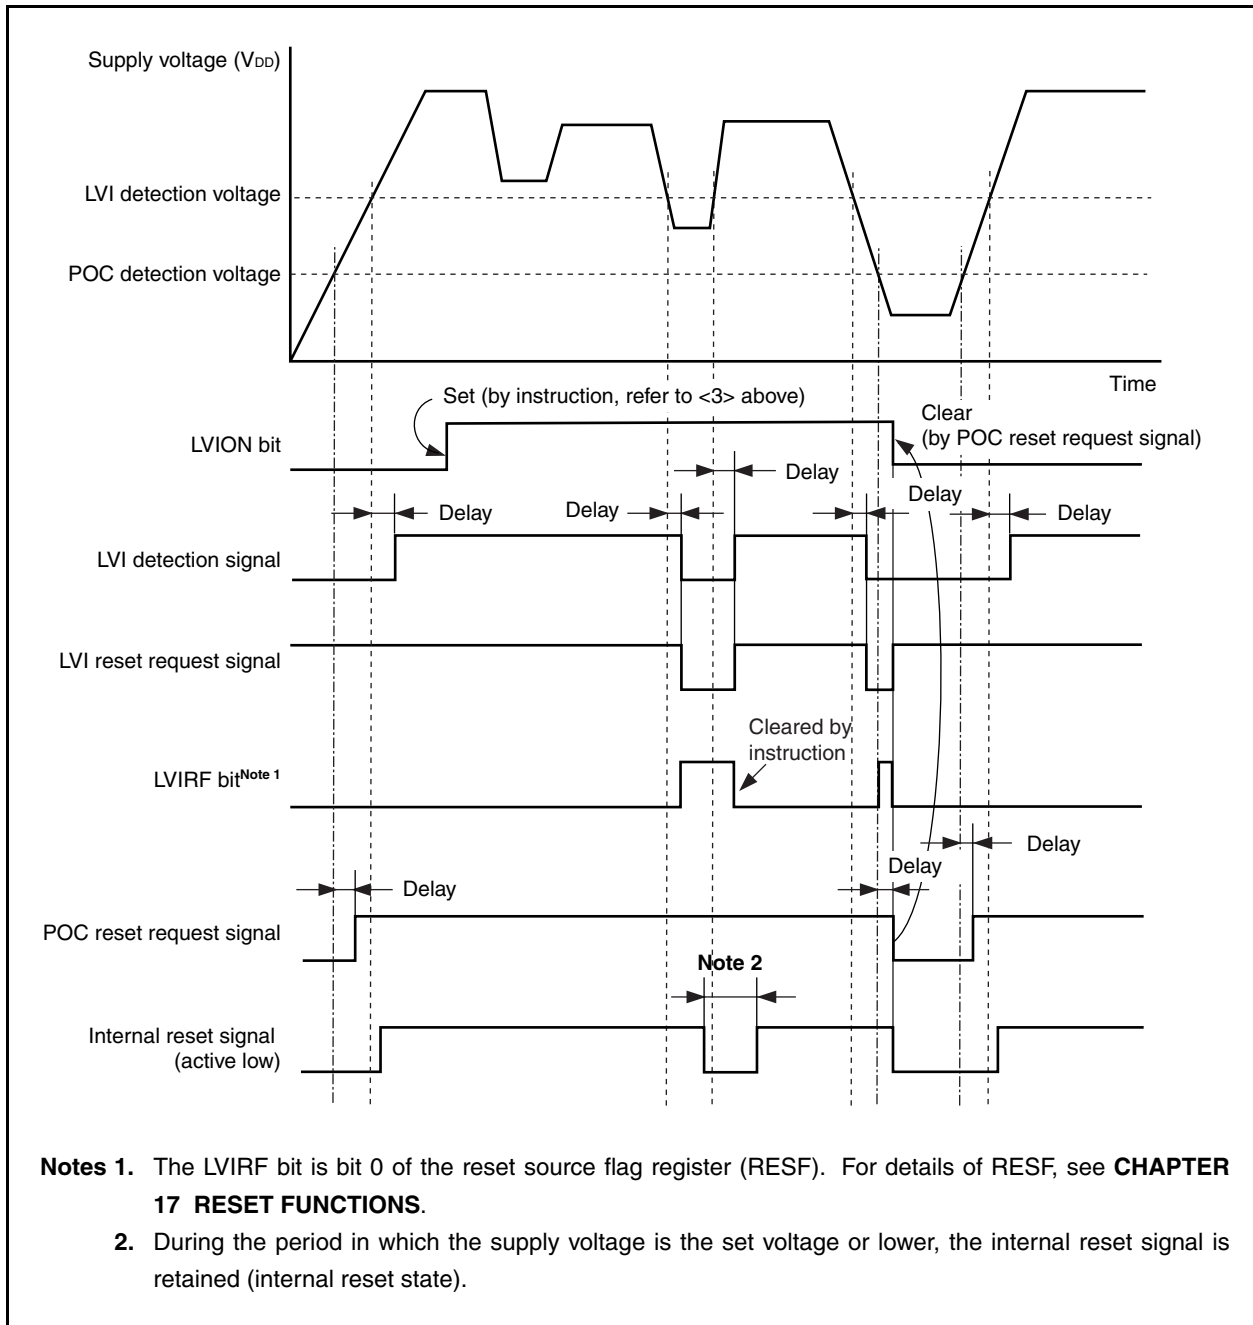 Supply voltage (VDD)
LVI detection voltage
POC detection voltage
Time
Set (by instruction, refer to <3> above)
Clear
(by POC reset request signal)
LVION bit
Delay
Delay
Delay
Delay
Delay
LVI detection signal
LVI reset request signal
Cleared by
instruction
LVIRF bitNote 1
Delay
Delay
Delay
POC reset request signal
Note 2
Internal reset signal
(active low)
Notes 1. The LVIRF bit is bit 0 of the reset source flag register (RESF). For details of RESF, see CHAPTER
17 RESET FUNCTIONS.
2. During the period in which the supply voltage is the set voltage or lower, the internal reset signal is
retained (internal reset state).